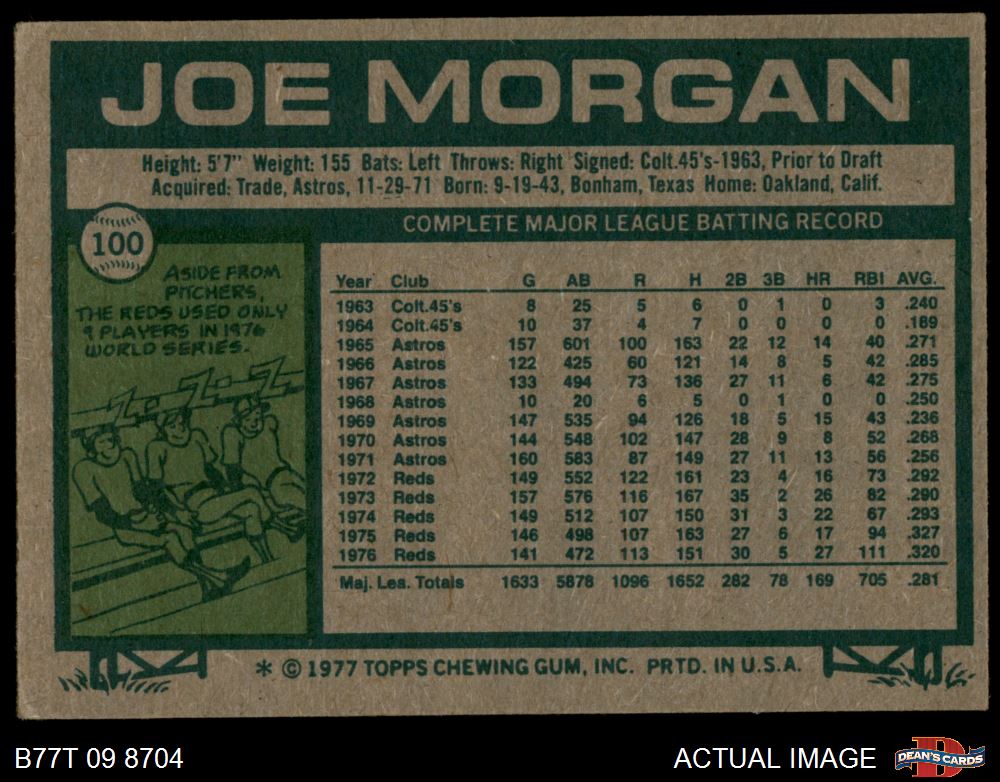 JOE MORGAN
Height: 5'7" Weight: 155 Bats: Left Throws: Right Signed: Colt.45's-1963, Prior to Draft
Acquired: Trade, Astros, 11-29-71 Born: 9-19-43, Bonham, Texas Home: Oakland, Calif.
100
ASIDE FROM
PITCHERS,
THE REDS USED ONLY
9 PLAYERS IN 1976
WORLD SERIES.
Z-Z-Z-Z
COMPLETE MAJOR LEAGUE BATTING RECORD
Year Club G AB R H 2B 3B HR RBI AVG.
1963 Colt.45's 8 25 5 6 0 1 0 3 .240
1964 Colt.45's 10 37 4 7 0 0 0 0 .189
1965 Astros 157 601 100 163 22 12 14 40 .271
1966 Astros 122 425 60 121 14 8 5 42 .285
1967 Astros 133 494 73 136 27 11 6 42 .275
1968 Astros 10 20 6 5 0 1 0 0 .250
1969 Astros 147 535 94 126 18 5 15 43 .236
1970 Astros 144 548 102 147 28 9 8 52 .268
1971 Astros 160 583 87 149 27 11 13 56 .256
1972 Reds 149 552 122 161 23 4 16 73 .292
1973 Reds 157 576 116 167 35 2 26 82 .290
1974 Reds 149 512 107 150 31 3 22 67 .293
1975 Reds 146 498 107 163 27 6 17 94 .327
1976 Reds 141 472 113 151 30 5 27 111 .320
Maj. Lea. Totals 1633 5878 1096 1652 282 78 169 705 .281
* © 1977 TOPPS CHEWING GUM, INC. PRTD. IN U.S.A.
B77T 09 8704
ACTUAL IMAGE
D
DEAN'S CARDS